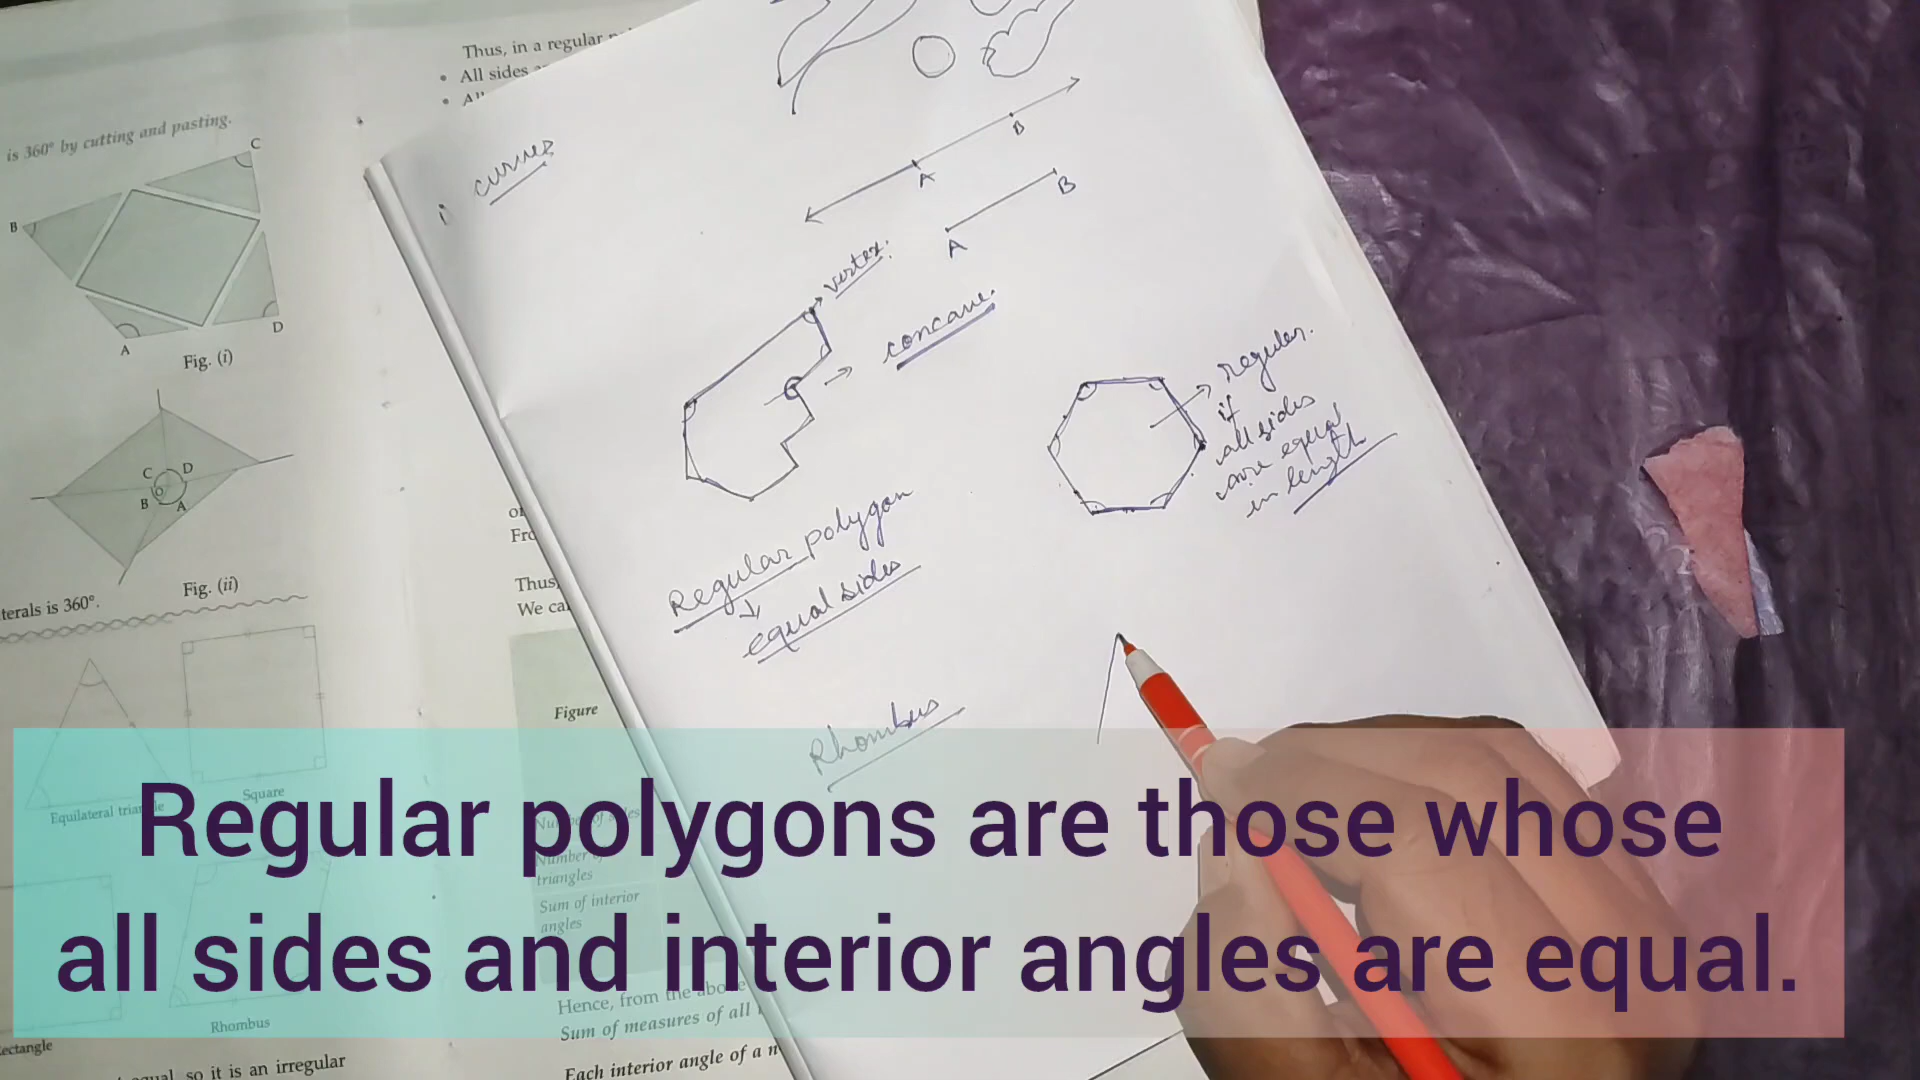 Thus, in a regular
• All sides
• All
is 360° by cutting and pasting.
C
B
A
D
Fig. (i)
C D
B A
O
Fig. (ii)
terals is 360°.
Equilateral triangle
Square
Rhombus
ectangle
equal, so it is an irregular
Thus,
We ca
Figure
Number of sides
Number of
triangles
Sum of interior
angles
Hence, from the above
Sum of measures of all
Each interior angle of a n
i) curves
A B
A B
vertex.
concave.
regular.
if
all sides
are equal
in length
Regular polygon
equal sides
Rhombus
Regular polygons are those whose
all sides and interior angles are equal.